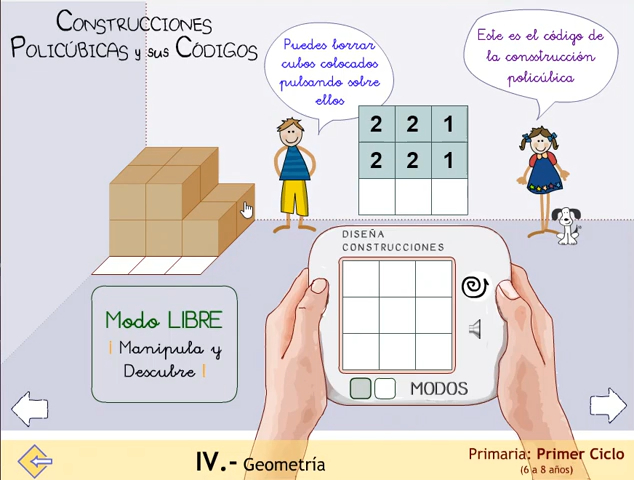 Construcciones
Policúbicas y sus Códigos
Puedes borrar
cubos colocados
pulsando sobre
ellos
Este es el código de
la consstrucción
policúbica
2 2 1
2 2 1
DISEÑA
CONSTRUCCIONES
Modo LIBRE
¡ Manipula y
Descubre !
MODOS
IV.- Geometría
Primaria: Primer Ciclo
(6 a 8 años)